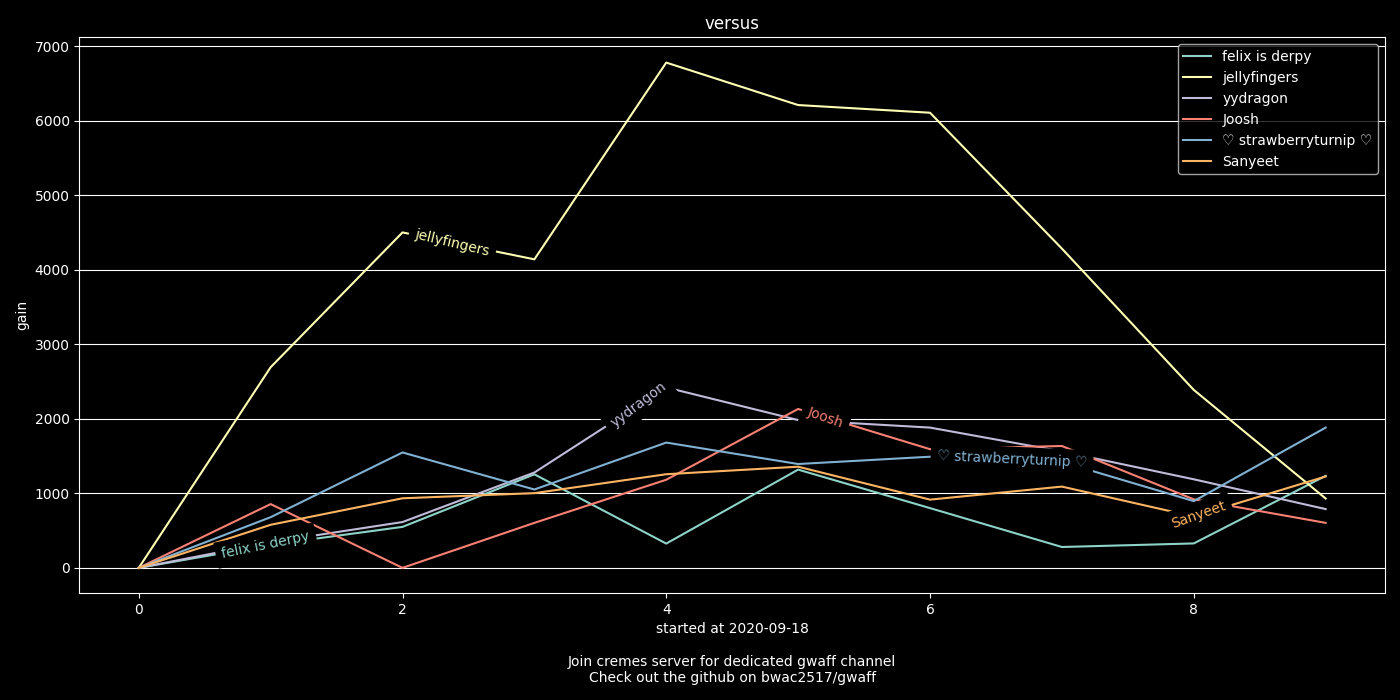 versus
7000
6000
5000
4000
3000
2000
1000
0
gain
felix is derpy
jellyfingers
yydragon
Joosh
♡ strawberryturnip ♡
Sanyeet
jellyfingers
yydragon
Joosh
♡ strawberryturnip ♡
Sanyeet
felix is derpy
0 2 4 6 8
started at 2020-09-18
Join cremes server for dedicated gwaff channel
Check out the github on bwac2517/gwaff